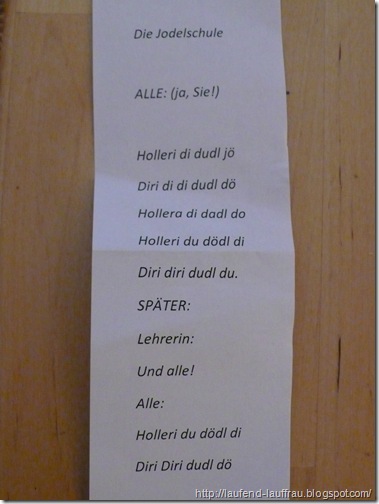 Die Jodelschule
ALLE: (ja, Sie!)
Holleri di dudl jö
Diri di di dudl dö
Hollera di dadl do
Holleri du dödl di
Diri diri dudl du.
SPÄTER:
Lehrerin:
Und alle!
Alle:
Holleri du dödl di
Diri Diri dudl dö
http://laufend-lauffrau.blogspot.com/